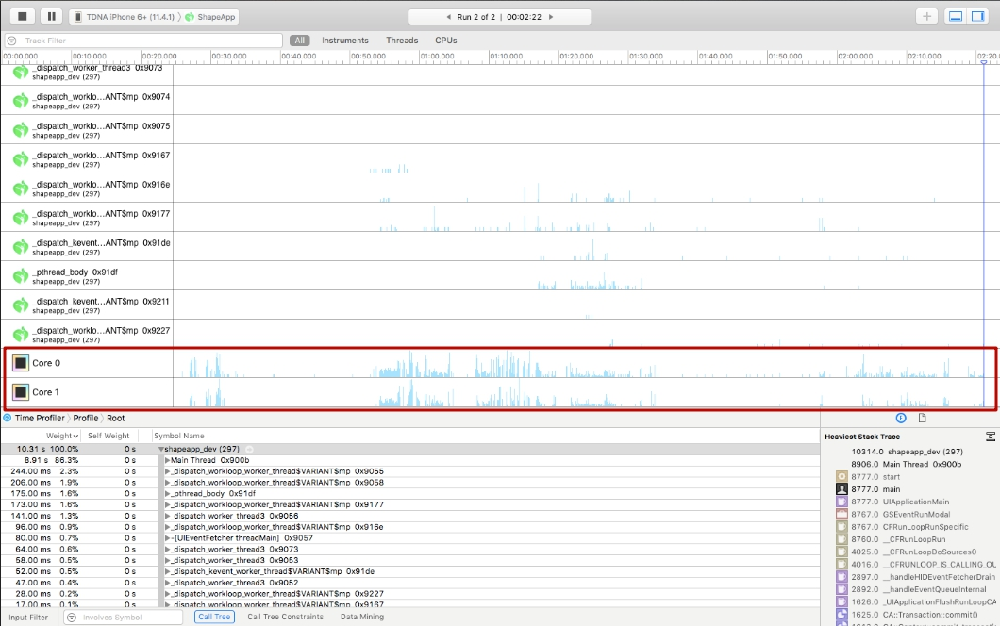 TDNA iPhone 6+ (11.4.1) 〉 ShapeApp
Run 2 of 2 | 00:02:22
Track Filter
All Instruments Threads CPUs
00:00.000 00:10.000 00:20.000 00:30.000 00:40.000 00:50.000 01:00.000 01:10.000 01:20.000 01:30.000 01:40.000 01:50.000 02:00.000 02:10.000 02:20.
_dispatch_worker_thread3 0x9073
shapeapp_dev (297)
_dispatch_worklo...ANT$mp 0x9074
shapeapp_dev (297)
_dispatch_worklo...ANT$mp 0x9075
shapeapp_dev (297)
_dispatch_worklo...ANT$mp 0x9167
shapeapp_dev (297)
_dispatch_worklo...ANT$mp 0x916e
shapeapp_dev (297)
_dispatch_worklo...ANT$mp 0x9177
shapeapp_dev (297)
_dispatch_kevent...ANT$mp 0x91de
shapeapp_dev (297)
_pthread_body 0x91df
shapeapp_dev (297)
_dispatch_kevent...ANT$mp 0x9211
shapeapp_dev (297)
_dispatch_worklo...ANT$mp 0x9227
shapeapp_dev (297)
Core 0
Core 1
Time Profiler 〉 Profile 〉 Root
Weight Self Weight Symbol Name
10.31 s 100.0% 0 s shapeapp_dev (297)
8.91 s 86.3% 0 s Main Thread 0x900b
244.00 ms 2.3% 0 s _dispatch_workloop_worker_thread$VARIANT$mp 0x9055
206.00 ms 1.9% 0 s _dispatch_workloop_worker_thread$VARIANT$mp 0x9058
175.00 ms 1.6% 0 s _pthread_body 0x91df
173.00 ms 1.6% 0 s _dispatch_workloop_worker_thread$VARIANT$mp 0x9177
141.00 ms 1.3% 0 s _dispatch_worker_thread3 0x9056
96.00 ms 0.9% 0 s _dispatch_workloop_worker_thread$VARIANT$mp 0x916e
80.00 ms 0.7% 0 s -[UIEventFetcher threadMain] 0x9057
64.00 ms 0.6% 0 s _dispatch_worker_thread3 0x9073
58.00 ms 0.5% 0 s _dispatch_worker_thread3 0x9053
52.00 ms 0.5% 0 s _dispatch_kevent_worker_thread$VARIANT$mp 0x91de
47.00 ms 0.4% 0 s _dispatch_worker_thread3 0x9052
28.00 ms 0.2% 0 s _dispatch_workloop_worker_thread$VARIANT$mp 0x9227
17.00 ms 0.1% 0 s _dispatch_workloop_worker_thread$VARIANT$mp 0x9167
Heaviest Stack Trace
10314.0 shapeapp_dev (297)
8906.0 Main Thread 0x900b
8777.0 start
8777.0 main
8777.0 UIApplicationMain
8767.0 GSEventRunModal
8767.0 CFRunLoopRunSpecific
8760.0 __CFRunLoopRun
4025.0 __CFRunLoopDoSources0
4016.0 __CFRUNLOOP_IS_CALLING_OU
2897.0 __handleHIDEventFetcherDrain
2892.0 __handleEventQueueInternal
1626.0 _UIApplicationFlushRunLoopCA
1625.0 CA::Transaction::commit()
Input Filter Involves Symbol Call Tree Call Tree Constraints Data Mining